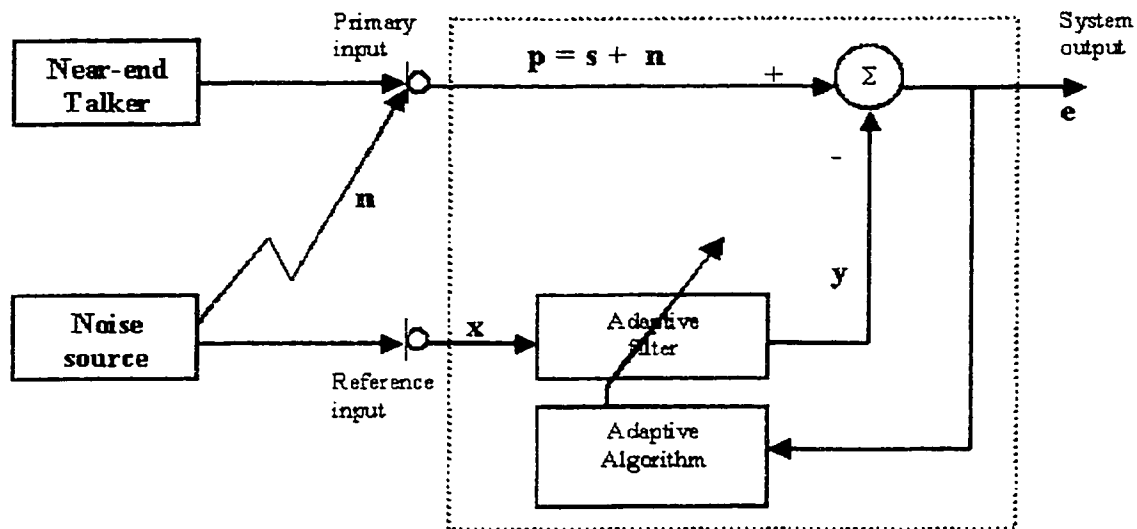 Primary
input
System
output
Near-end
Talker
p = s + n
+
Σ
e
-
n
y
Noise
source
x
Adaptive
filter
Reference
input
Adaptive
Algorithm